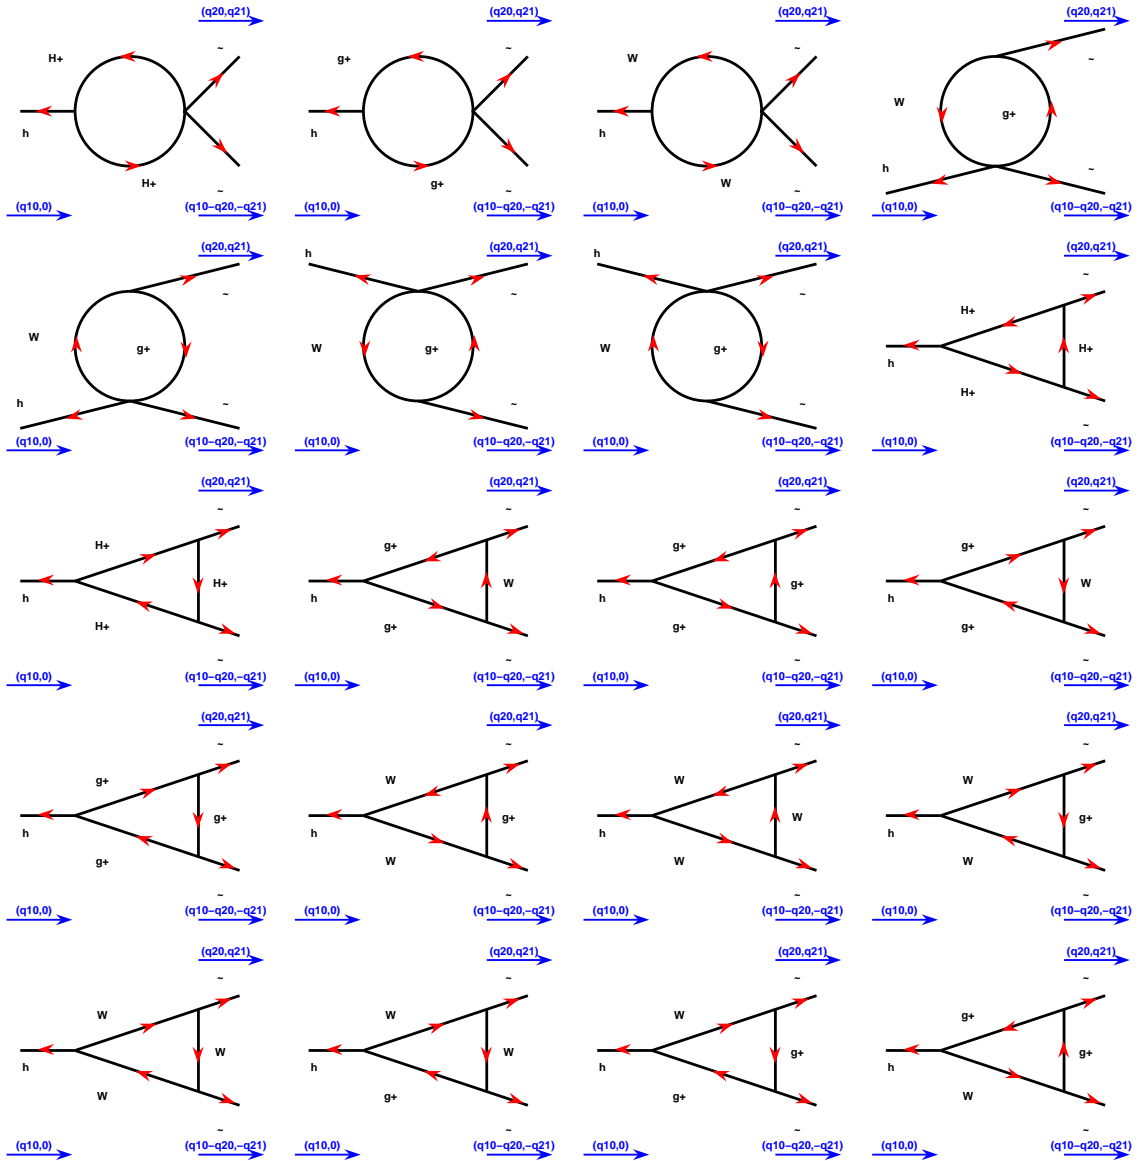 (q20,q21)
~
H+
h
H+
~
(q10,0)
(q10−q20,−q21)
(q20,q21)
~
g+
h
g+
~
(q10,0)
(q10−q20,−q21)
(q20,q21)
~
W
h
W
~
(q10,0)
(q10−q20,−q21)
(q20,q21)
~
W
g+
h
~
(q10,0)
(q10−q20,−q21)
(q20,q21)
~
W
g+
h
~
(q10,0)
(q10−q20,−q21)
(q20,q21)
h
~
W
g+
~
(q10,0)
(q10−q20,−q21)
(q20,q21)
h
~
W
g+
~
(q10,0)
(q10−q20,−q21)
(q20,q21)
~
H+
H+
h
H+
~
(q10,0)
(q10−q20,−q21)
(q20,q21)
~
H+
H+
h
H+
~
(q10,0)
(q10−q20,−q21)
(q20,q21)
~
g+
W
h
g+
~
(q10,0)
(q10−q20,−q21)
(q20,q21)
~
g+
g+
h
g+
~
(q10,0)
(q10−q20,−q21)
(q20,q21)
~
g+
W
h
g+
~
(q10,0)
(q10−q20,−q21)
(q20,q21)
~
g+
g+
h
g+
~
(q10,0)
(q10−q20,−q21)
(q20,q21)
~
W
g+
h
W
~
(q10,0)
(q10−q20,−q21)
(q20,q21)
~
W
W
h
W
~
(q10,0)
(q10−q20,−q21)
(q20,q21)
~
W
g+
h
W
~
(q10,0)
(q10−q20,−q21)
(q20,q21)
~
W
W
h
W
~
(q10,0)
(q10−q20,−q21)
(q20,q21)
~
W
W
h
g+
~
(q10,0)
(q10−q20,−q21)
(q20,q21)
~
W
g+
h
g+
~
(q10,0)
(q10−q20,−q21)
(q20,q21)
~
g+
g+
h
W
~
(q10,0)
(q10−q20,−q21)